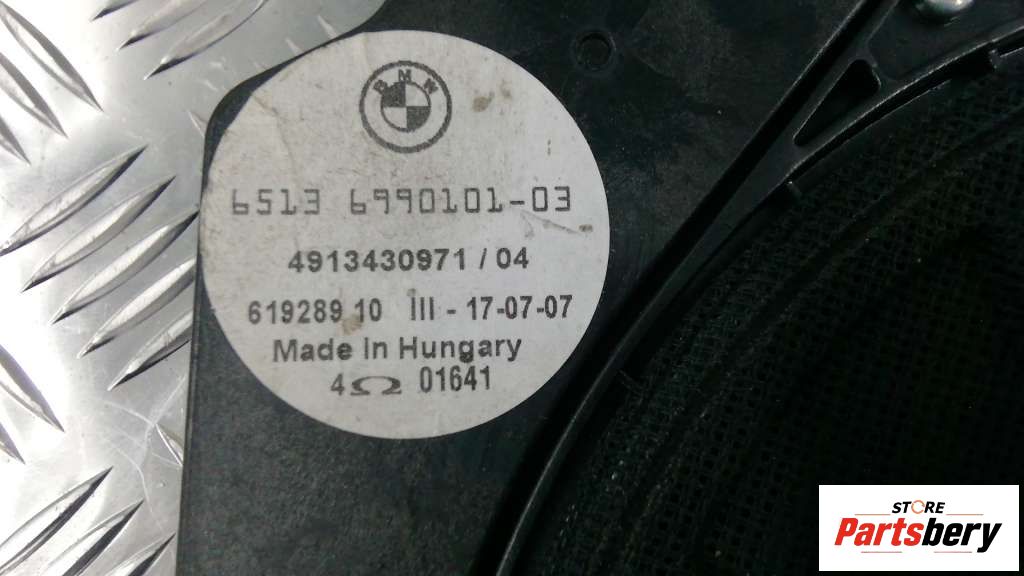 BMW
6513 6990101-03
4913430971 / 04
619289 10 III - 17-07-07
Made In Hungary
4Ω 01641
STORE
Partsbery